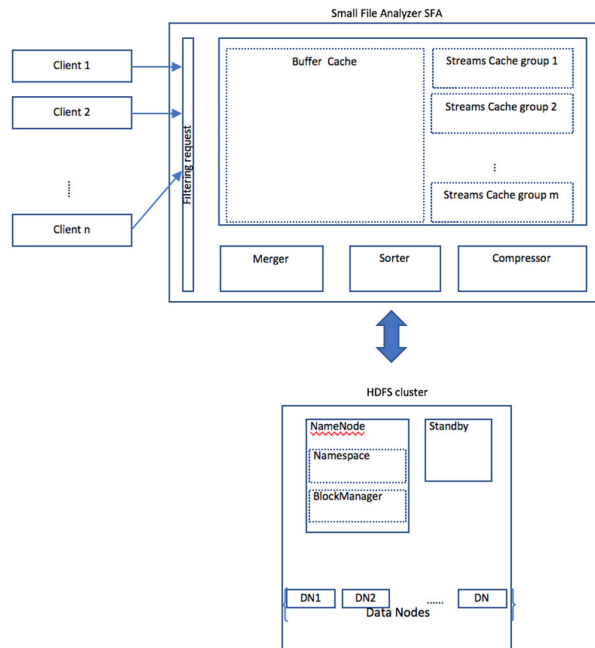 Small File Analyzer SFA
Client 1
Client 2
......
Client n
Filtering request
Buffer Cache
Streams Cache group 1
Streams Cache group 2
...
Streams Cache group m
Merger
Sorter
Compressor
HDFS cluster
NameNode
Namespace
BlockManager
Standby
DN1
DN2
......
DN
Data Nodes